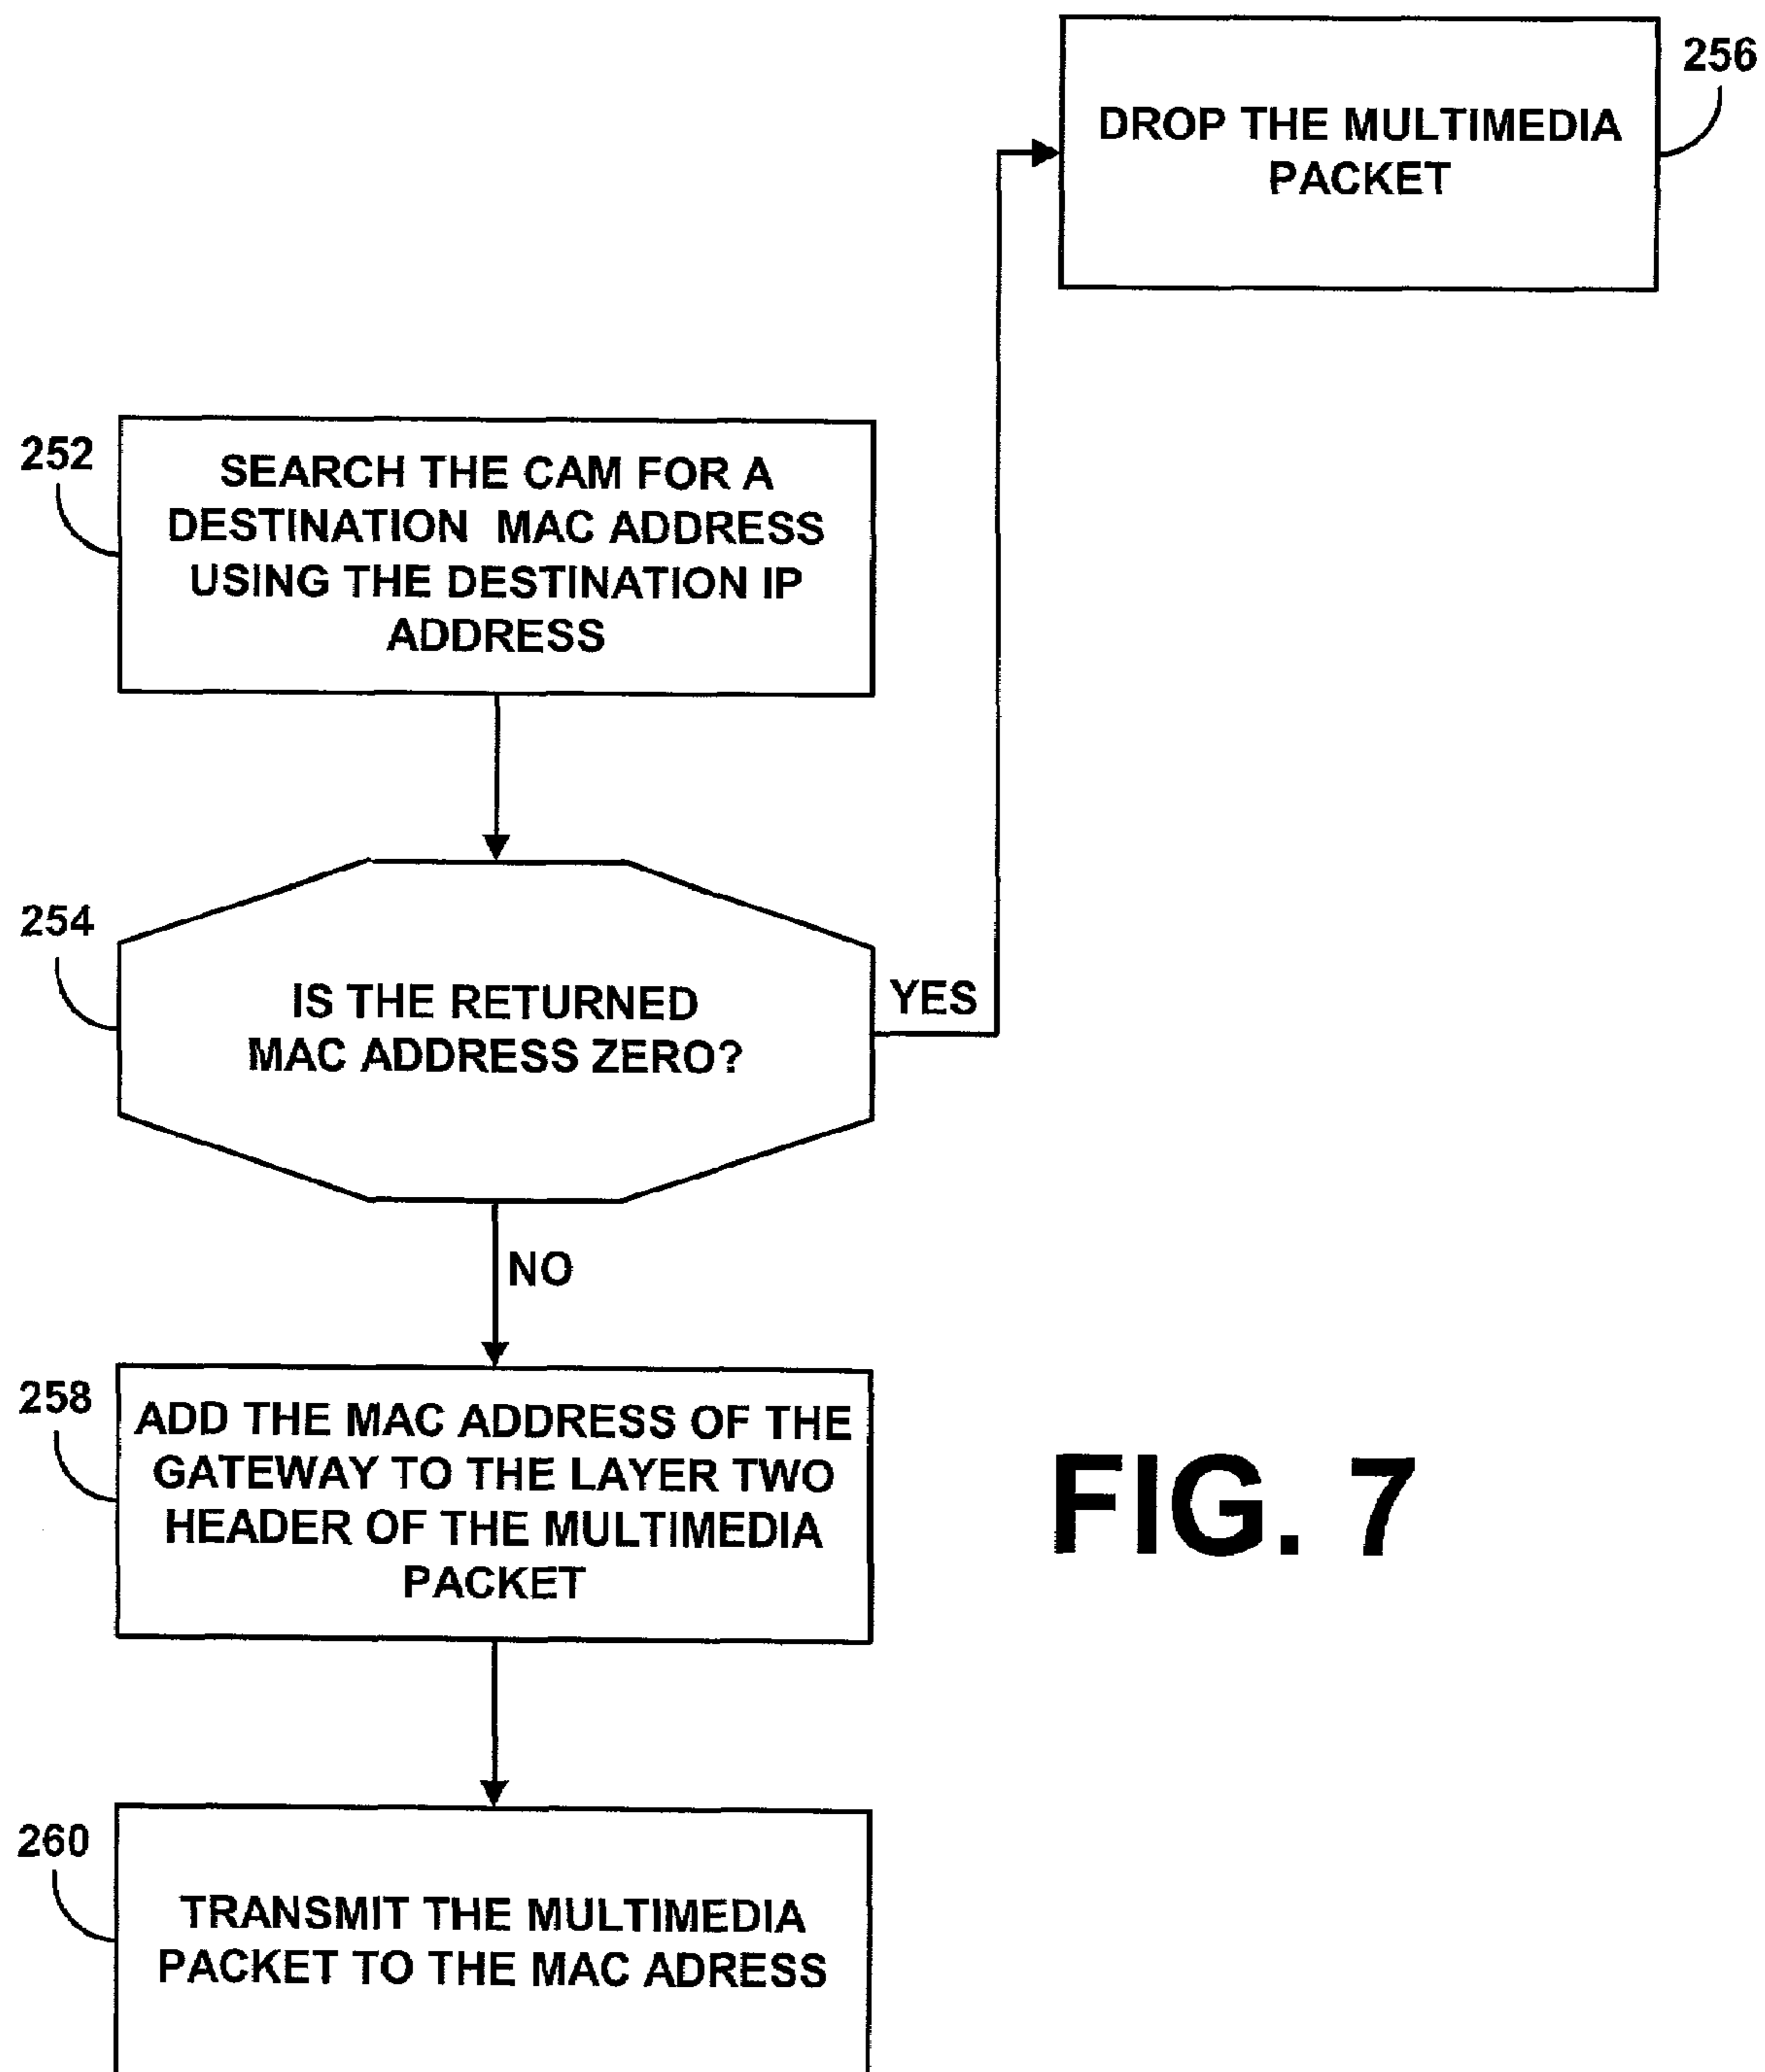 256
DROP THE MULTIMEDIA
PACKET
252
SEARCH THE CAM FOR A
DESTINATION MAC ADDRESS
USING THE DESTINATION IP
ADDRESS
254
IS THE RETURNED
MAC ADDRESS ZERO?
YES
NO
258
ADD THE MAC ADDRESS OF THE
GATEWAY TO THE LAYER TWO
HEADER OF THE MULTIMEDIA
PACKET
FIG. 7
260
TRANSMIT THE MULTIMEDIA
PACKET TO THE MAC ADRESS